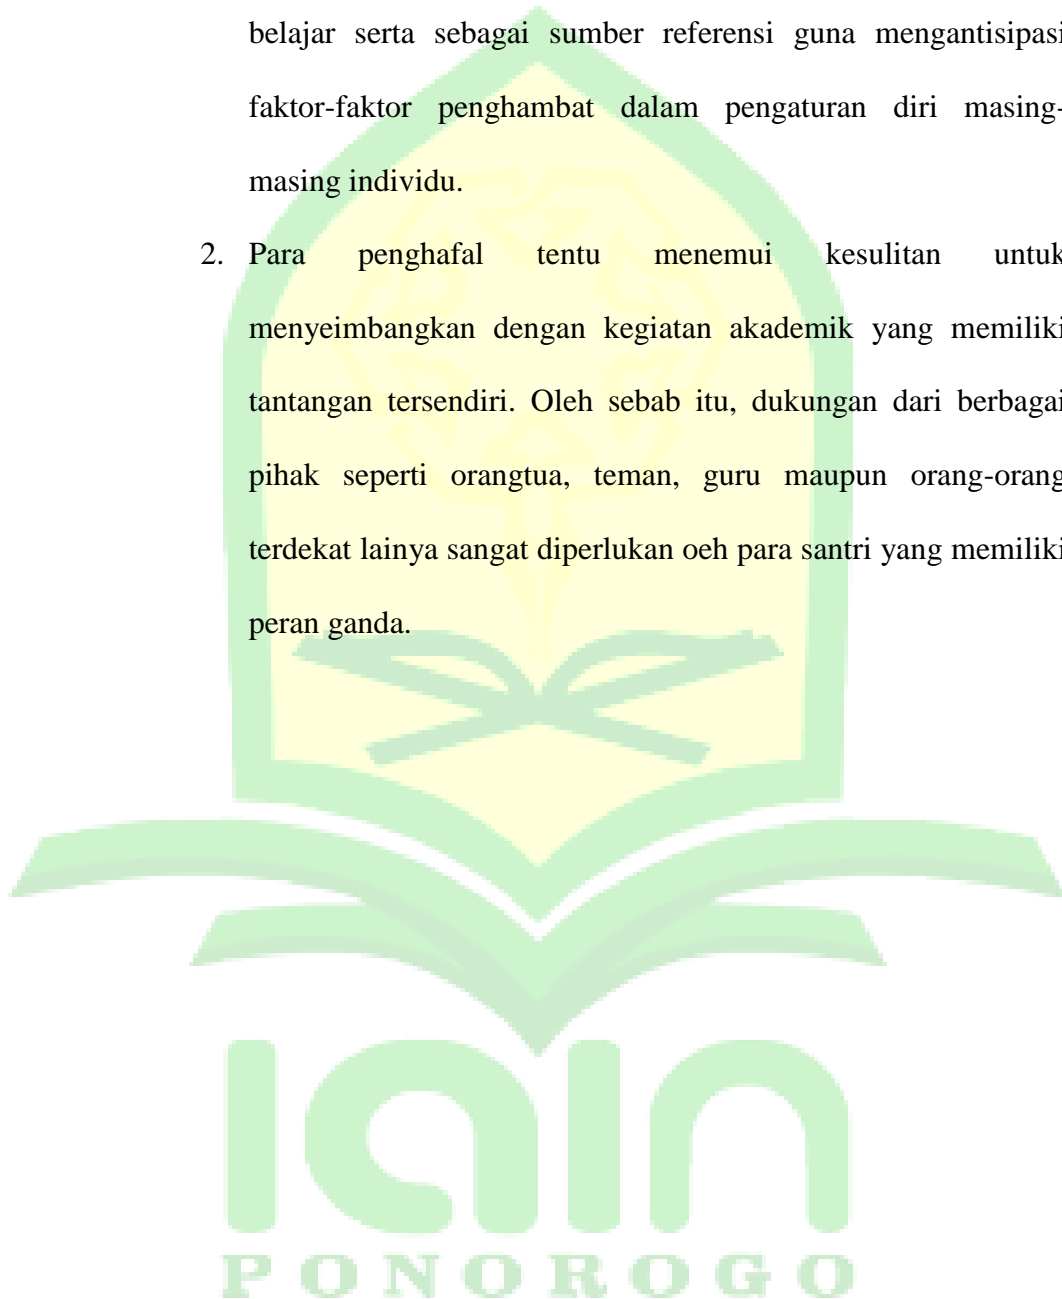 belajar serta sebagai sumber referensi guna mengantisipasi
faktor-faktor penghambat dalam pengaturan diri masing-
masing individu.
2. Para penghafal tentu menemui kesulitan untuk
menyeimbangkan dengan kegiatan akademik yang memiliki
tantangan tersendiri. Oleh sebab itu, dukungan dari berbagai
pihak seperti orangtua, teman, guru maupun orang-orang
terdekat lainya sangat diperlukan oeh para santri yang memiliki
peran ganda.
iain
PONOROGO